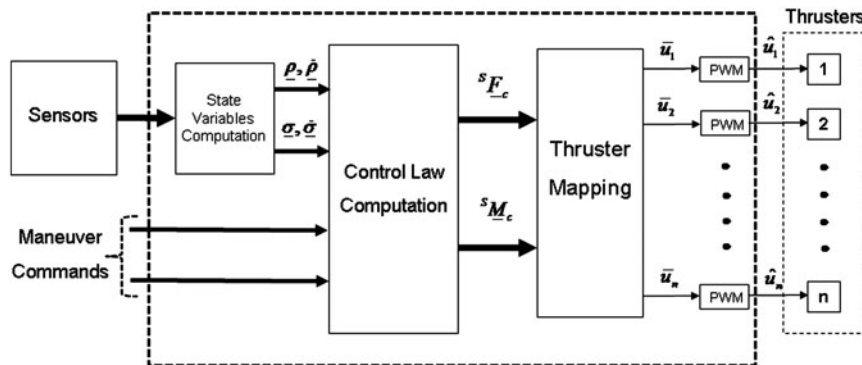 Thrusters
Sensors
State
Variables
Computation
ρ, ρ̇
σ, σ̇
Maneuver
Commands
Control Law
Computation
ˢF_c
ˢM_c
Thruster
Mapping
ū₁
PWM
û₁
1
ū₂
PWM
û₂
2
ūₙ
PWM
ûₙ
n